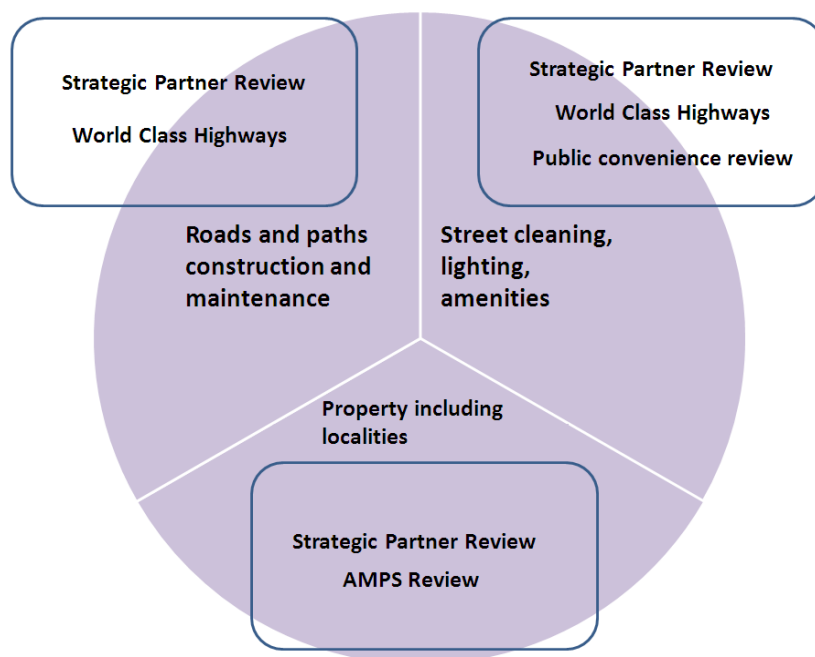 Strategic Partner Review
World Class Highways
Strategic Partner Review
World Class Highways
Public convenience review
Roads and paths
construction and
maintenance
Street cleaning,
lighting,
amenities
Property including
localities
Strategic Partner Review
AMPS Review